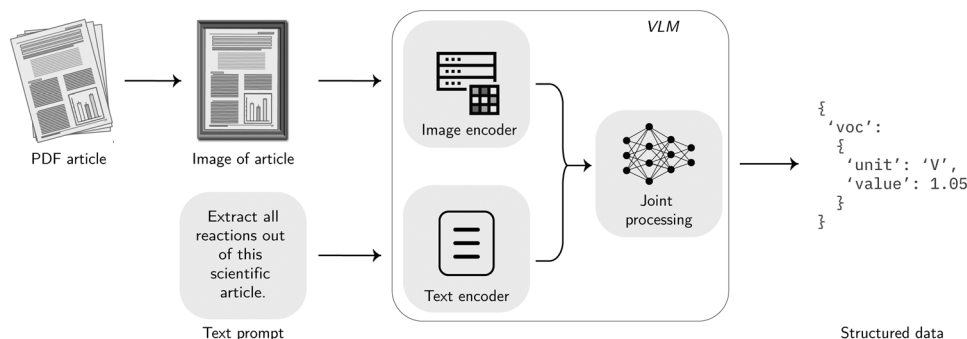 VLM
PDF article
Image of article
Image encoder
Extract all
reactions out
of this
scientific
article.
Text prompt
Text encoder
Joint
processing
{
‘voc’:
{
‘unit’: ‘V’,
‘value’: 1.05
}
}
Structured data